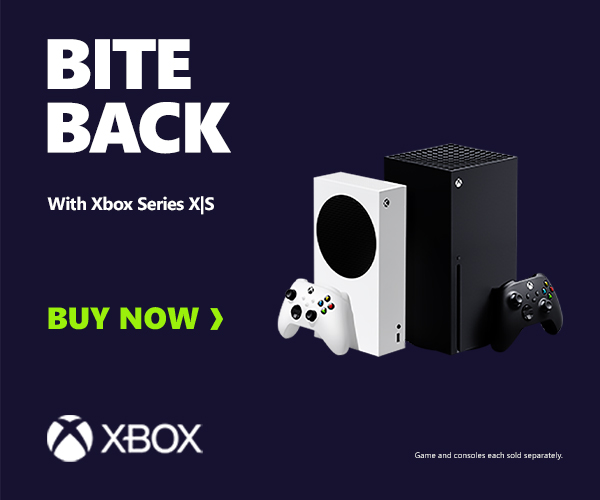 BITE
BACK
With Xbox Series X|S
BUY NOW ❯
XBOX
Game and consoles each sold separately.